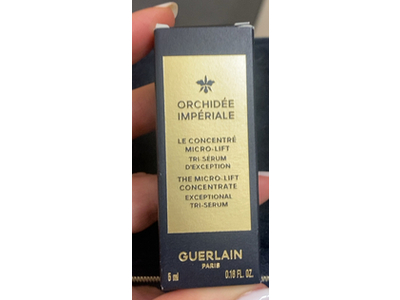 ORCHIDÉE
IMPÉRIALE
LE CONCENTRÉ
MICRO-LIFT
TRI-SÉRUM
D'EXCEPTION
THE MICRO-LIFT
CONCENTRATE
EXCEPTIONAL
TRI-SERUM
GUERLAIN
PARIS
5 ml 0.16 FL. OZ.